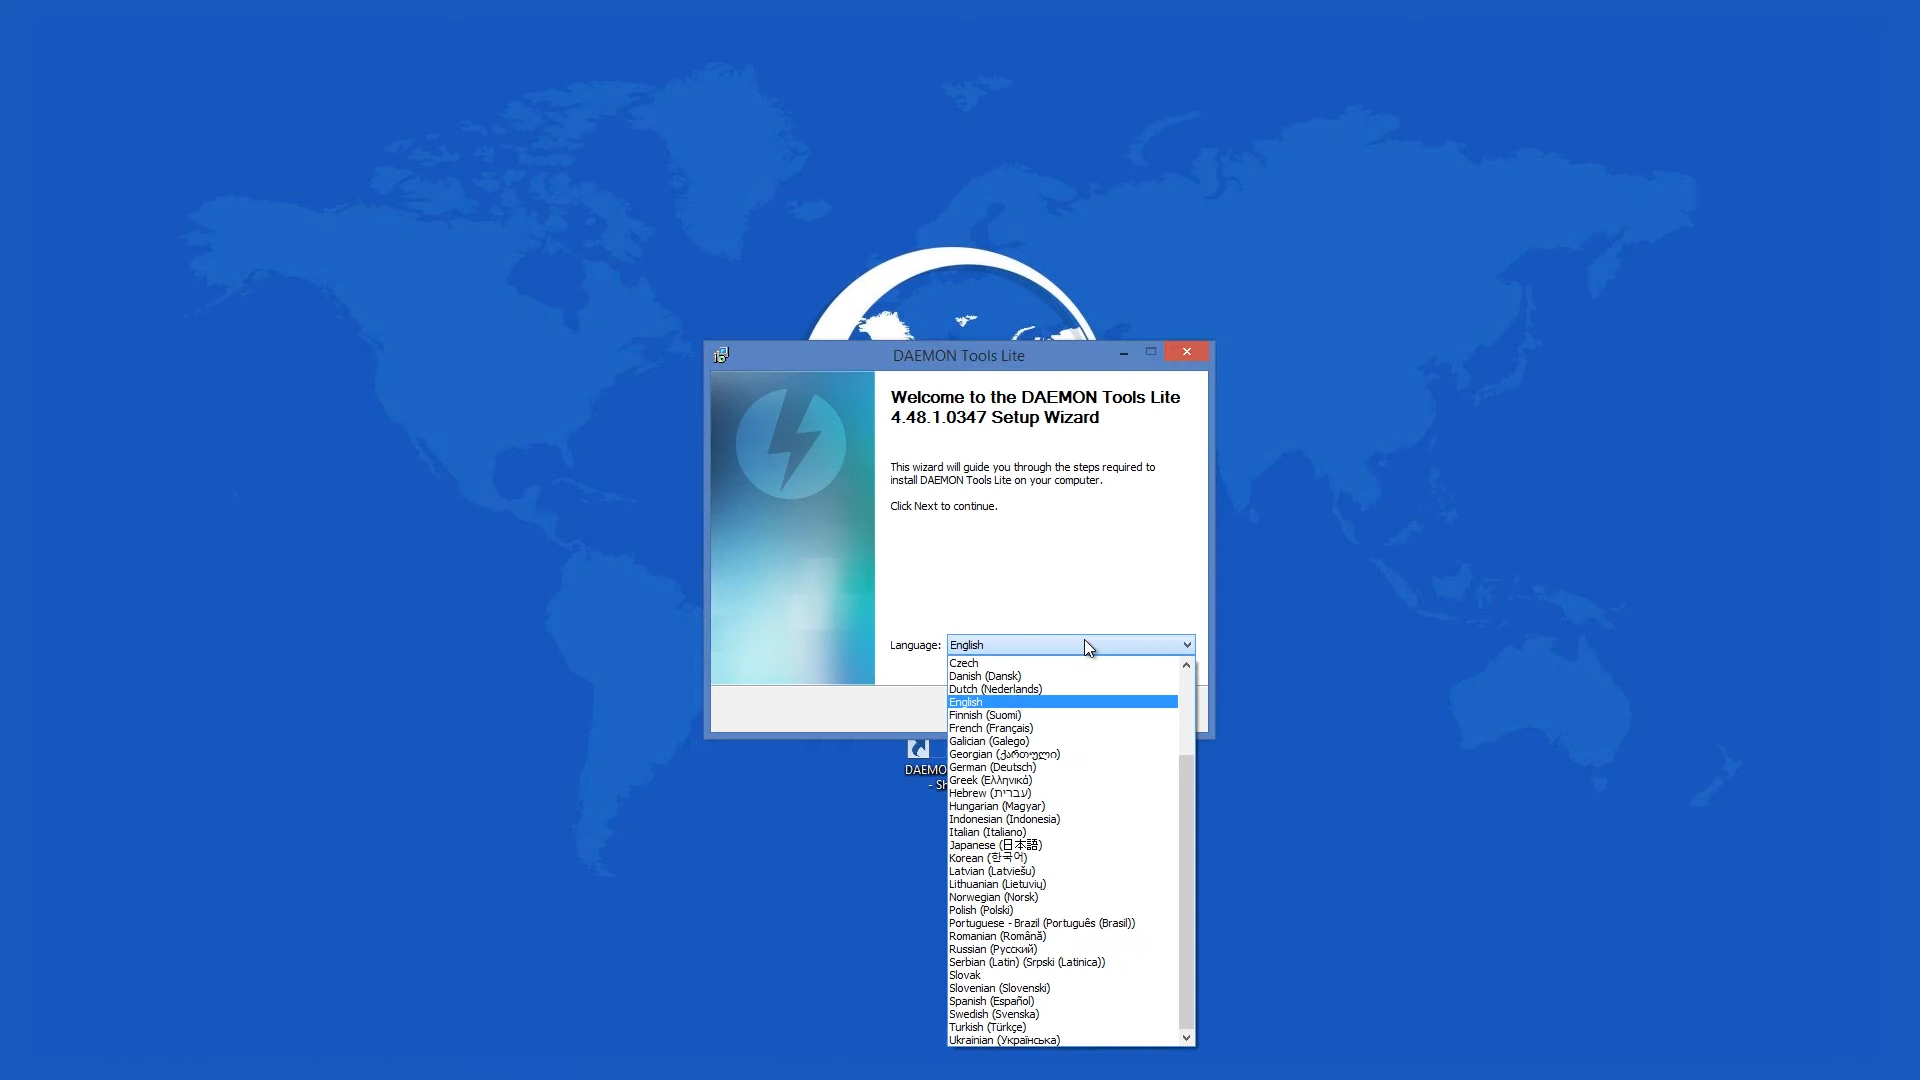 DAEMON Tools Lite
Welcome to the DAEMON Tools Lite
4.48.1.0347 Setup Wizard
This wizard will guide you through the steps required to
install DAEMON Tools Lite on your computer.
Click Next to continue.
Language: English
Czech
Danish (Dansk)
Dutch (Nederlands)
English
Finnish (Suomi)
French (Français)
Galician (Galego)
Georgian (ქართული)
German (Deutsch)
Greek (Ελληνικά)
Hebrew (עברית)
Hungarian (Magyar)
Indonesian (Indonesia)
Italian (Italiano)
Japanese (日本語)
Korean (한국어)
Latvian (Latviešu)
Lithuanian (Lietuvių)
Norwegian (Norsk)
Polish (Polski)
Portuguese - Brazil (Português (Brasil))
Romanian (Română)
Russian (Русский)
Serbian (Latin) (Srpski (Latinica))
Slovak
Slovenian (Slovenski)
Spanish (Español)
Swedish (Svenska)
Turkish (Türkçe)
Ukrainian (Українська)
DAEMO
- Sh